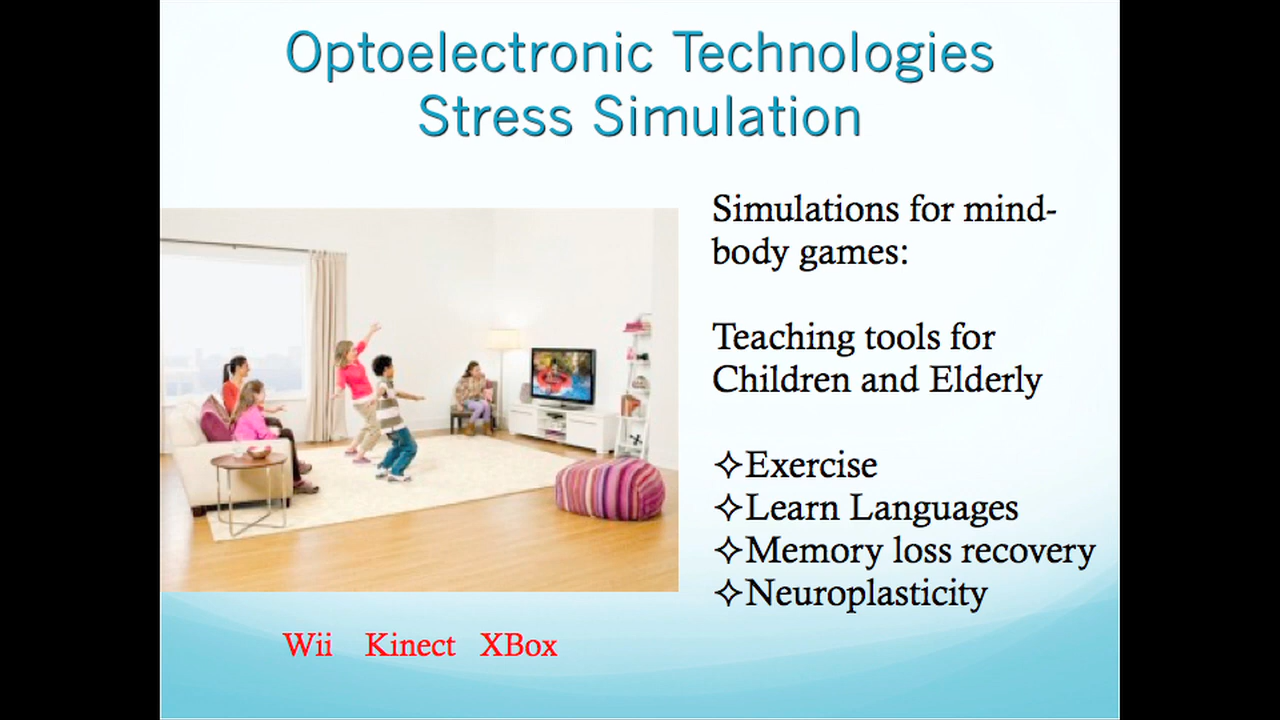 Optoelectronic Technologies
Stress Simulation
Simulations for mind-
body games:
Teaching tools for
Children and Elderly
✧Exercise
✧Learn Languages
✧Memory loss recovery
✧Neuroplasticity
Wii Kinect XBox